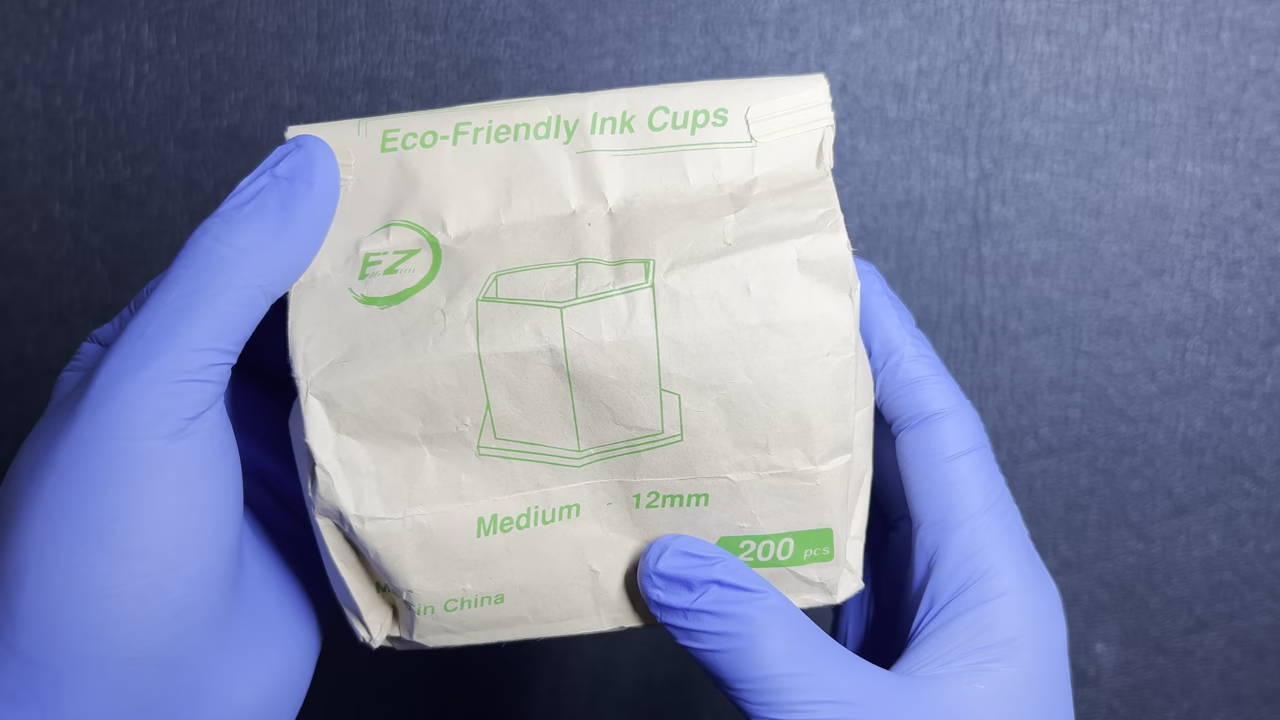 Eco-Friendly Ink Cups
EZ
Medium - 12mm
200 pcs
in China